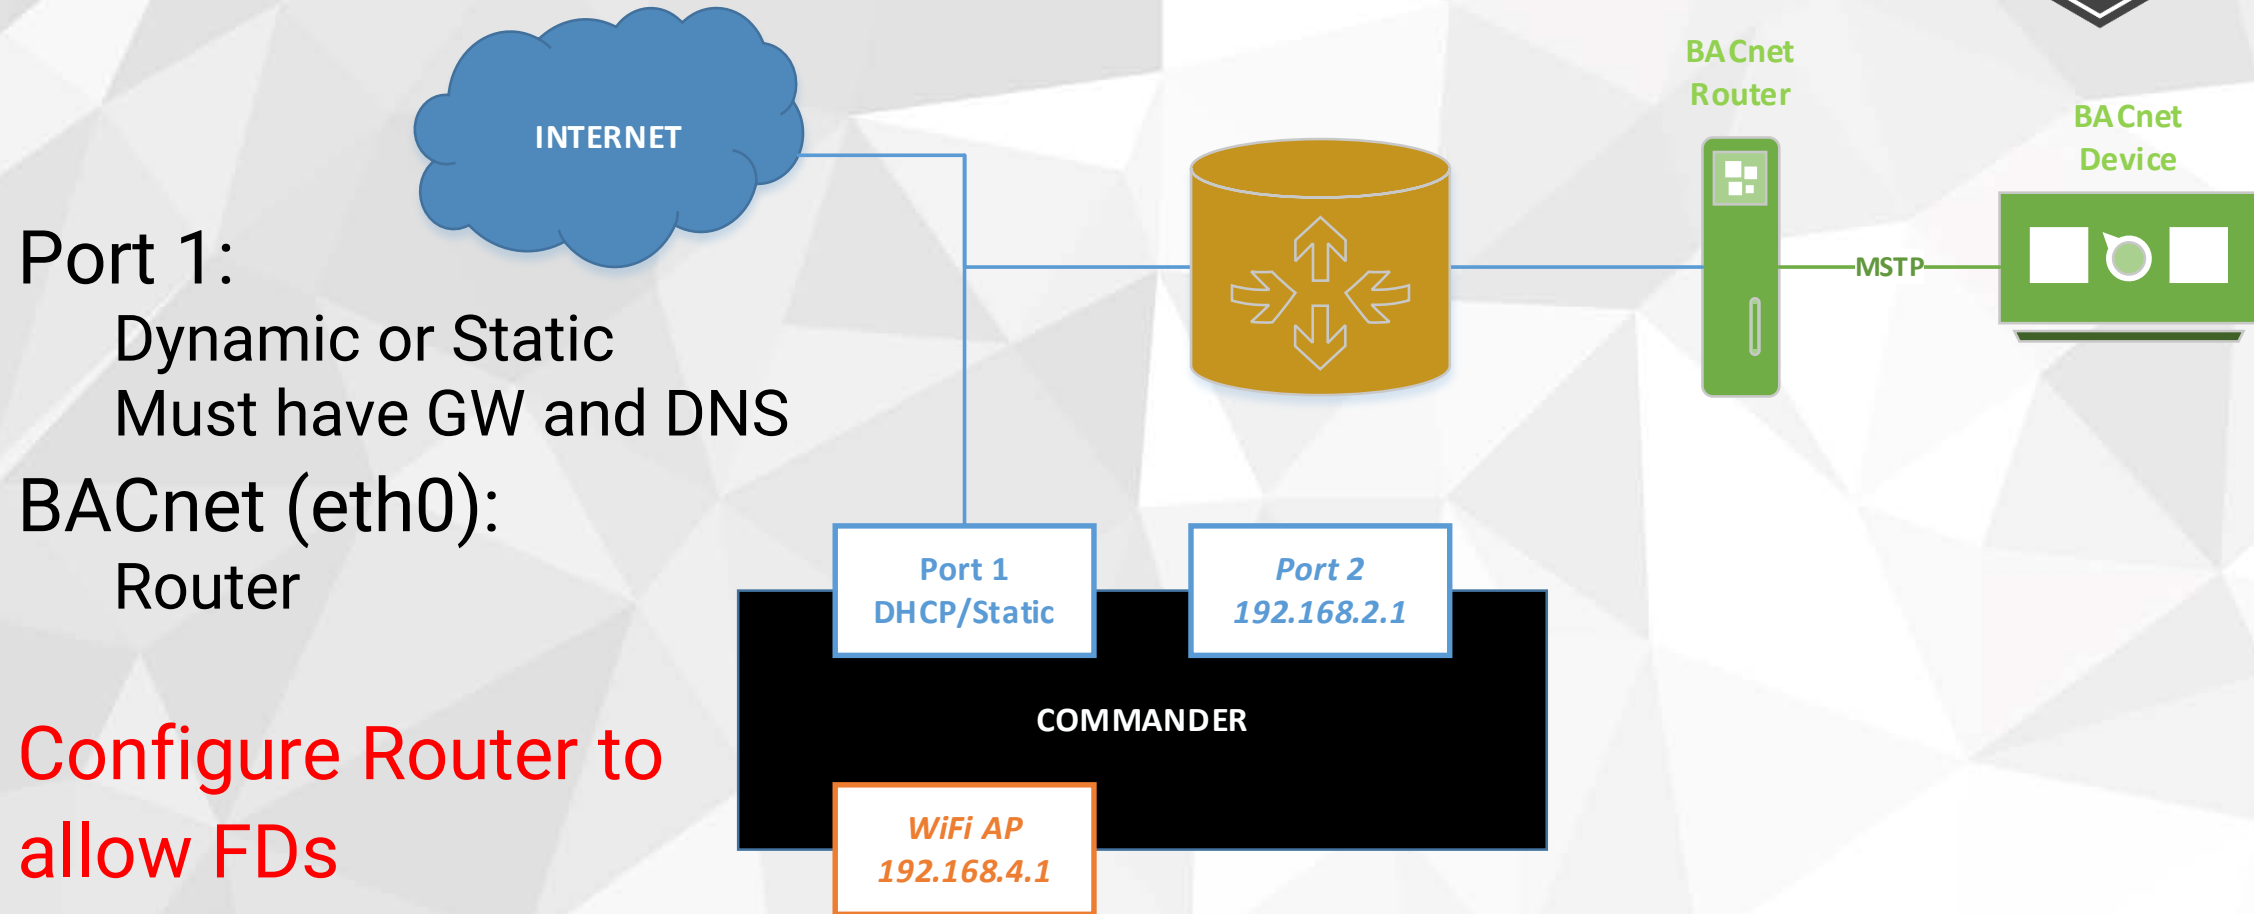 Port 1:
Dynamic or Static
Must have GW and DNS
BACnet (eth0):
Router
Configure Router to
allow FDs
INTERNET
BACnet
Router
BACnet
Device
MSTP
Port 1
DHCP/Static
Port 2
192.168.2.1
COMMANDER
WiFi AP
192.168.4.1